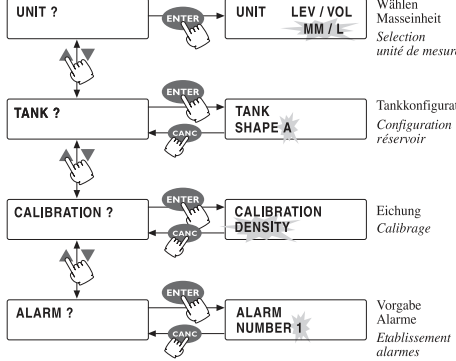 UNIT ?
ENTER
UNIT LEV / VOL
MM / L
Wählen
Masseinheit
Selection
unité de mesure
TANK ?
ENTER
CANC
TANK
SHAPE A
Configuration
réservoir
CALIBRATION ?
ENTER
CANC
CALIBRATION
DENSITY
Eichung
Calibrage
ALARM ?
ENTER
CANC
ALARM
NUMBER 1
Vorgabe
Alarme
Etablissement
alarmes